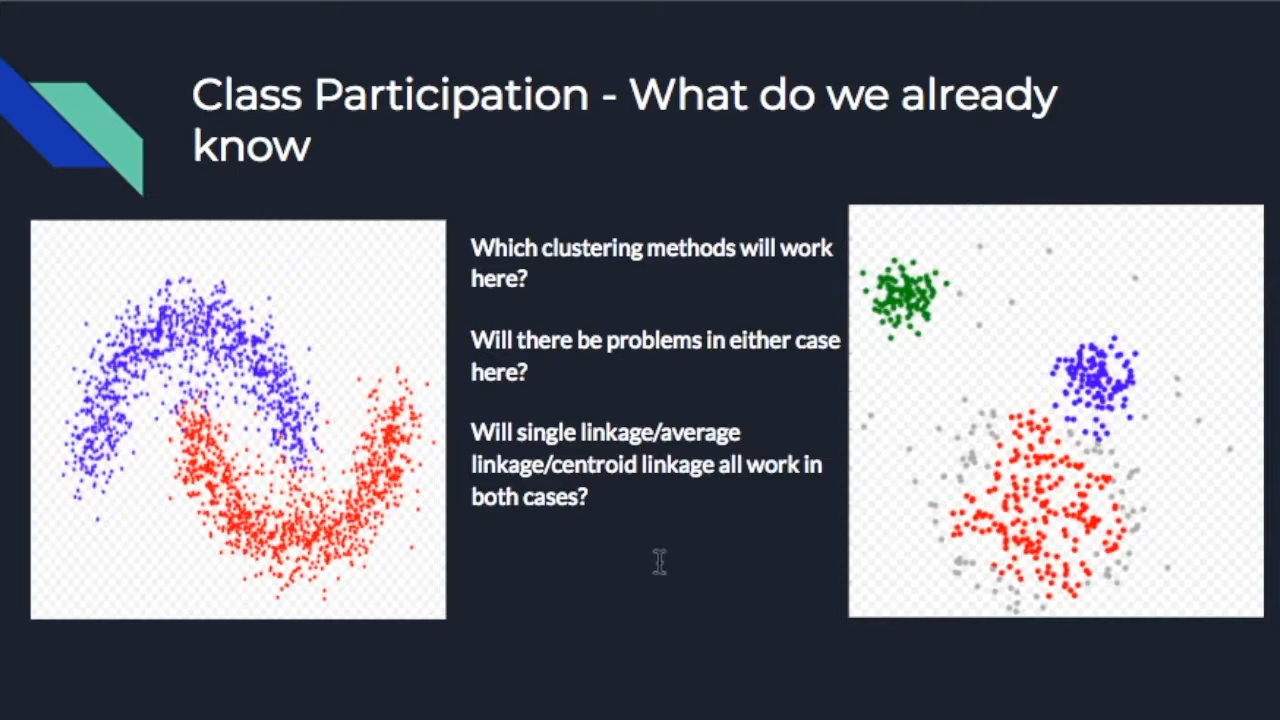 Class Participation - What do we already
know
Which clustering methods will work
here?
Will there be problems in either case
here?
Will single linkage/average
linkage/centroid linkage all work in
both cases?